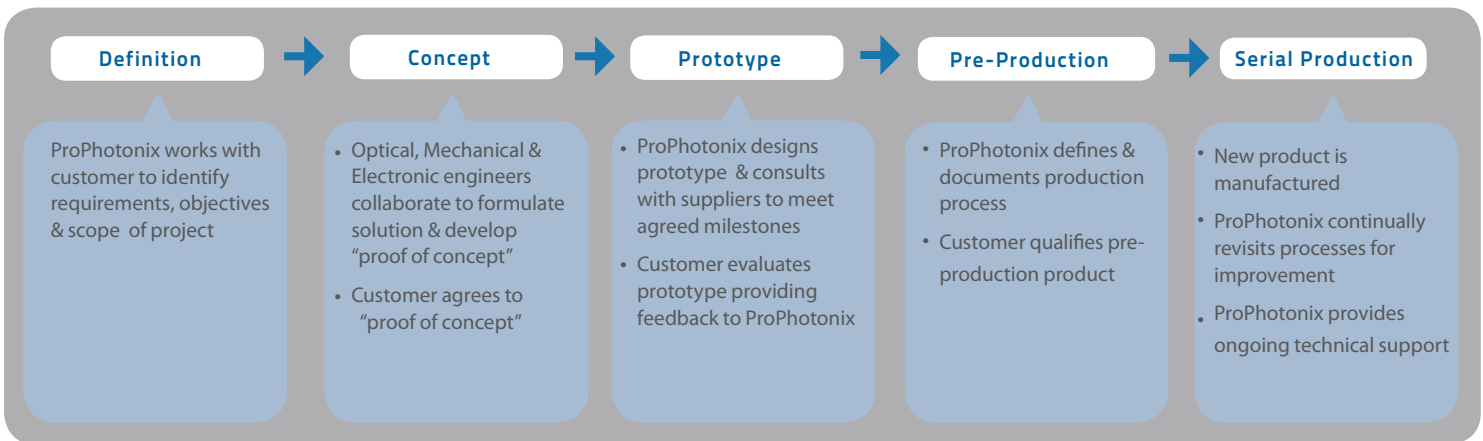 Definition
Concept
Prototype
Pre-Production
Serial Production
ProPhotonix works with
customer to identify
requirements, objectives
& scope of project
• Optical, Mechanical &
Electronic engineers
collaborate to formulate
solution & develop
“proof of concept”
• Customer agrees to
“proof of concept”
• ProPhotonix designs
prototype & consults
with suppliers to meet
agreed milestones
• Customer evaluates
prototype providing
feedback to ProPhotonix
• ProPhotonix defines &
documents production
process
• Customer qualifies pre-
production product
• New product is
manufactured
• ProPhotonix continually
revisits processes for
improvement
• ProPhotonix provides
ongoing technical support